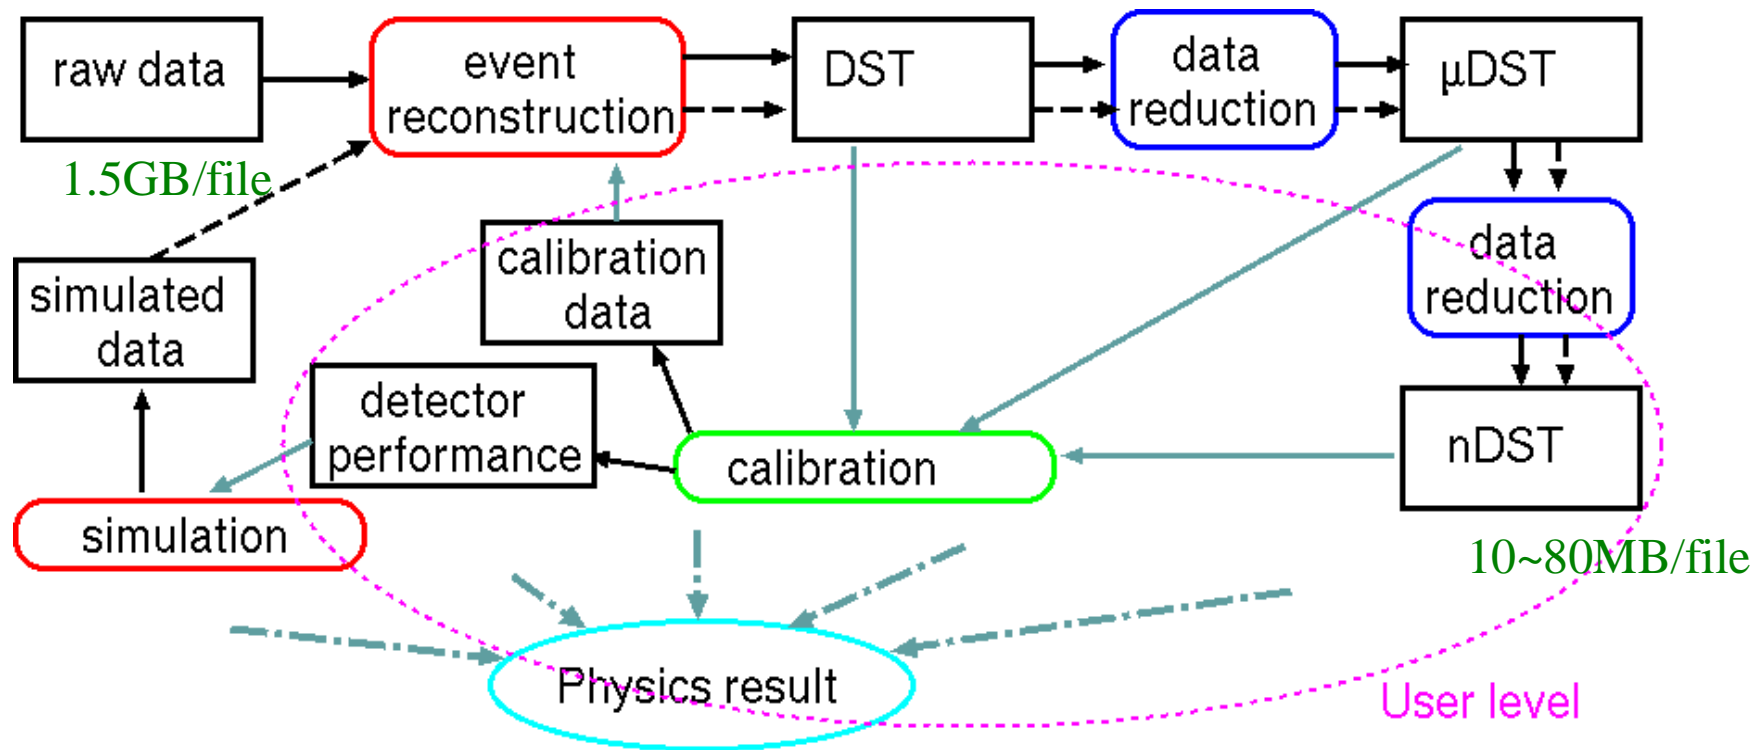 raw data
event
reconstruction
DST
data
reduction
μDST
1.5GB/file
simulated
data
calibration
data
data
reduction
detector
performance
calibration
nDST
simulation
10~80MB/file
Physics result
User level